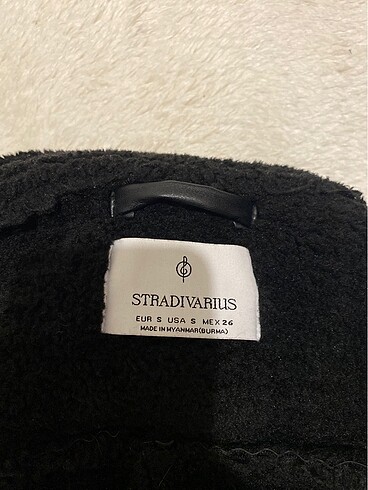 STRADIVARIUS
EUR S USA S MEX 26
MADE IN MYANMAR(BURMA)